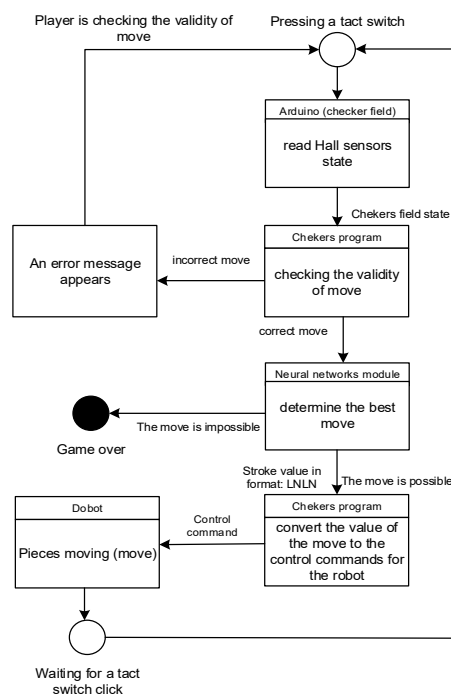 Player is checking the validity of
move
Pressing a tact switch
Arduino (checker field)
read Hall sensors
state
Chekers field state
Chekers program
checking the validity
of move
incorrect move
An error message
appears
correct move
Neural networks module
determine the best
move
The move is impossible
Game over
Stroke value in
format: LNLN
The move is possible
Chekers program
convert the value of
the move to the
control commands for
the robot
Control
command
Dobot
Pieces moving (move)
Waiting for a tact
switch click